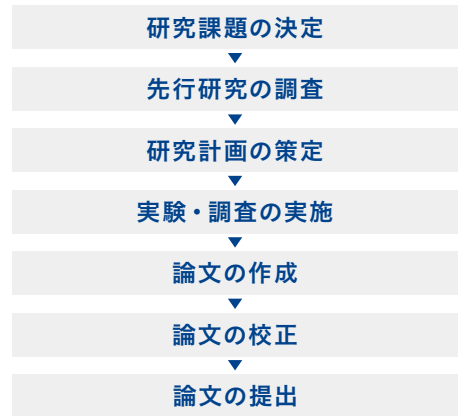 研究課題の決定
先行研究の調査
研究計画の策定
実験・調査の実施
論文の作成
論文の校正
論文の提出